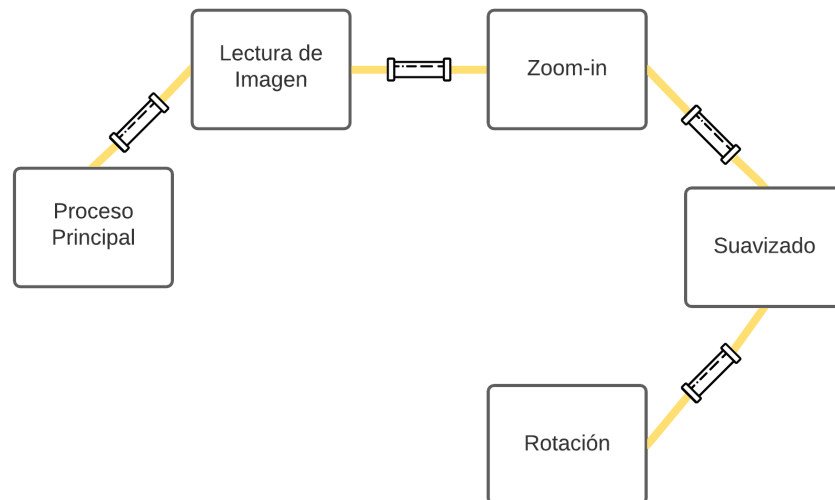 Lectura de
Imagen
Zoom-in
Proceso
Principal
Suavizado
Rotación